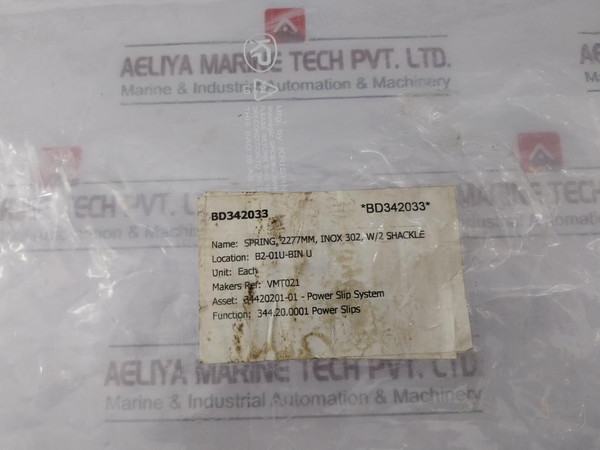 AELIYA MARINE TECH PVT. LTD.
Marine & Industrial Automation & Machinery
BD342033 *BD342033*
Name: SPRING, 2277MM, INOX 302, W/2 SHACKLE
Location: B2-01U-BIN U
Unit: Each
Makers Ref: VMT021
Asset: 34420201-01 - Power Slip System
Function: 344.20.0001 Power Slips
AELIYA MARINE TECH PVT. LTD.
Marine & Industrial Automation & Machinery